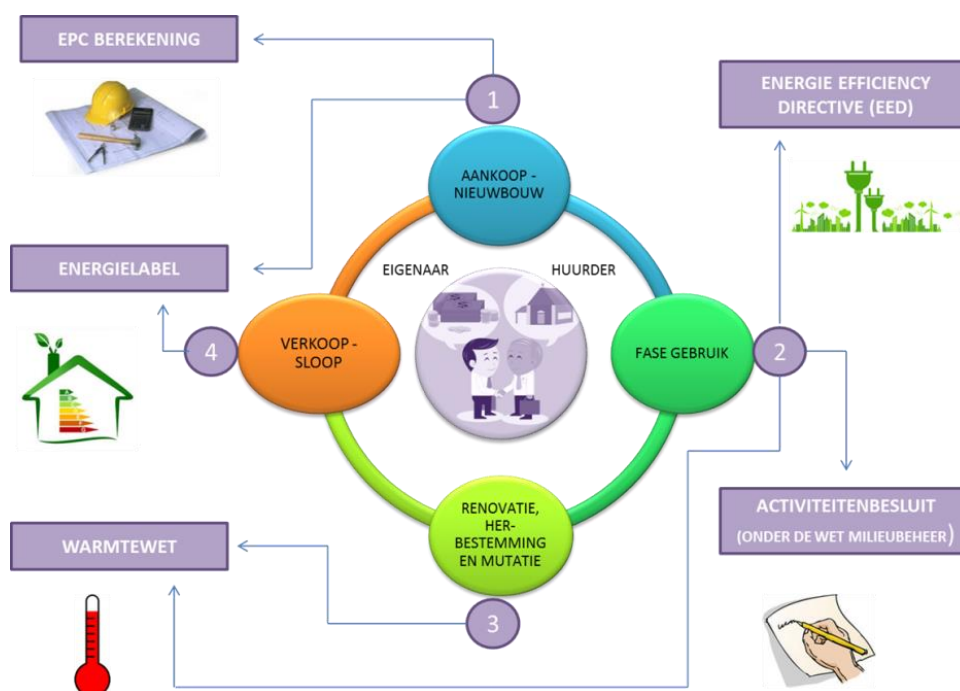 EPC BEREKENING
1
ENERGIE EFFICIENCY
DIRECTIVE (EED)
AANKOOP -
NIEUWBOUW
ENERGIELABEL
EIGENAAR
HUURDER
4
VERKOOP -
SLOOP
FASE GEBRUIK
2
RENOVATIE,
HER-
BESTEMMING
EN MUTATIE
ACTIVITEITENBESLUIT
(ONDER DE WET MILIEUBEHEER)
WARMTEWET
3